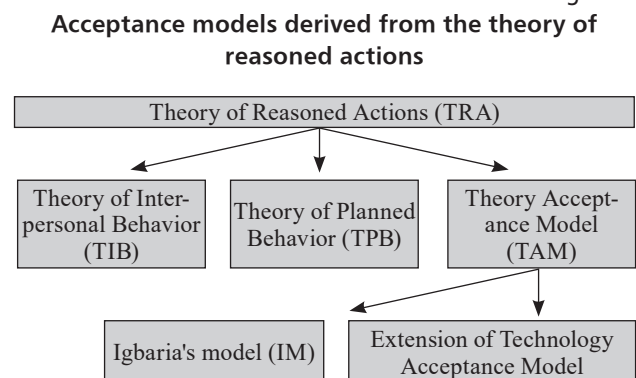 Acceptance models derived from the theory of
reasoned actions
Theory of Reasoned Actions (TRA)
Theory of Inter-
personal Behavior
(TIB)
Theory of Planned
Behavior (TPB)
Theory Accept-
ance Model
(TAM)
Igbaria's model (IM)
Extension of Technology
Acceptance Model